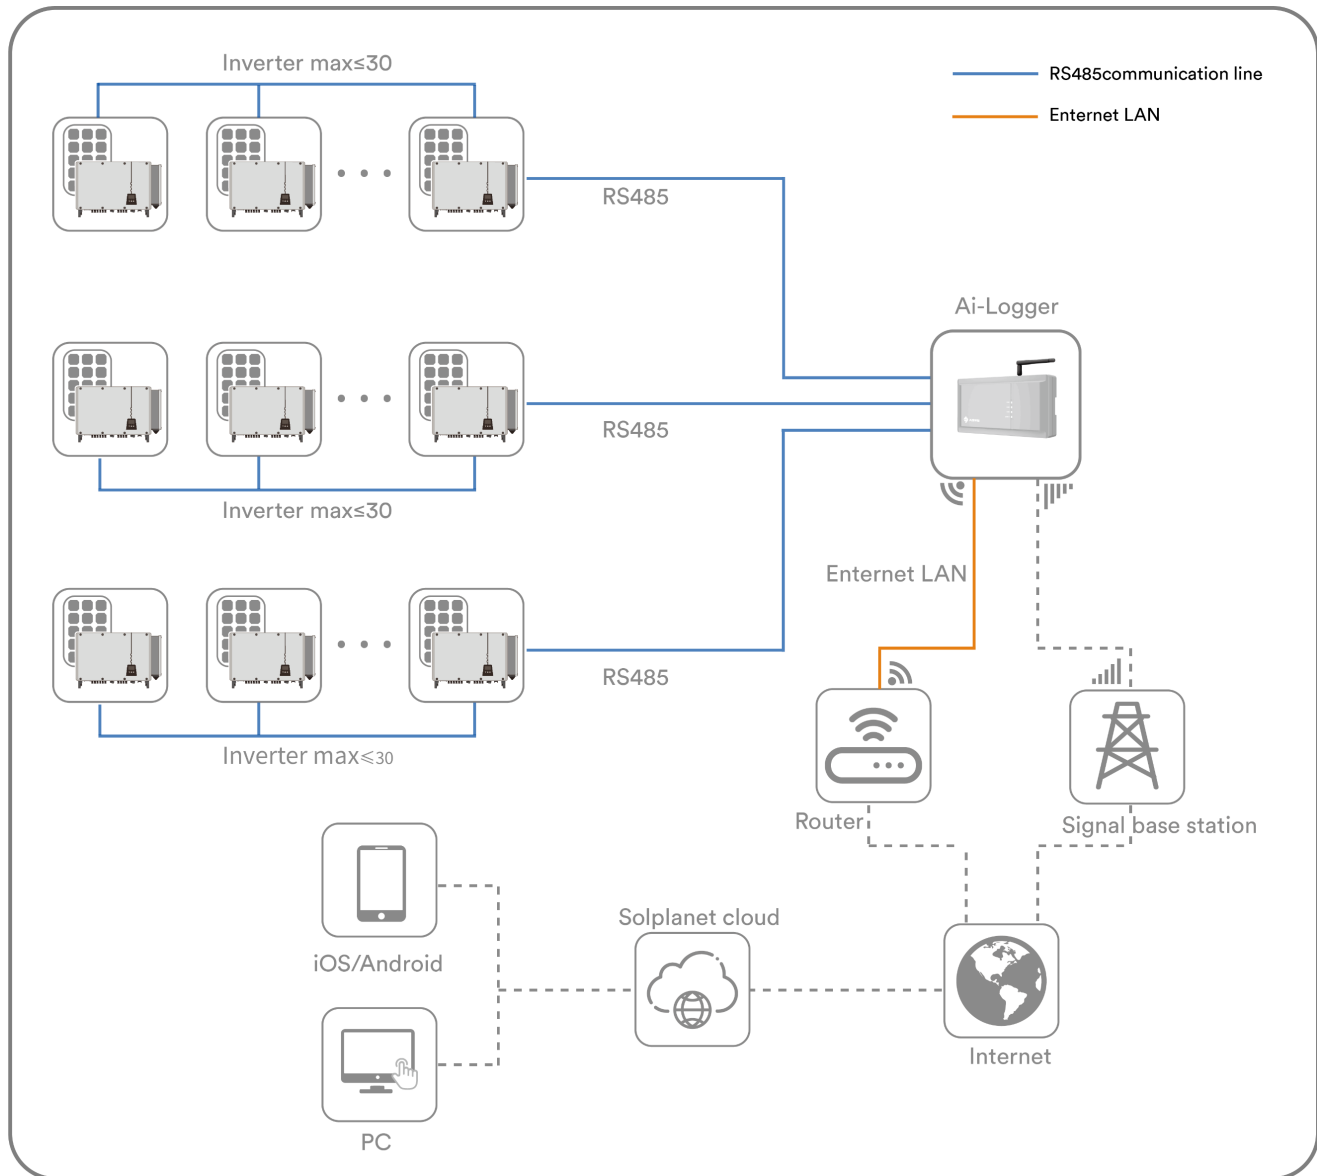 Inverter max≤30
RS485communication line
Enternet LAN
RS485
Ai-Logger
RS485
Inverter max≤30
Enternet LAN
RS485
Inverter max≤30
Router
Signal base station
Solplanet cloud
iOS/Android
Internet
PC